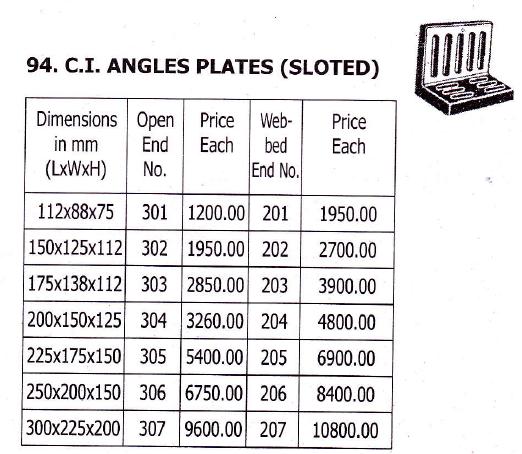 94. C.I. ANGLES PLATES (SLOTED)
Dimensions Open Price Web- Price
in mm End Each bed Each
(LxWxH) No. End No.
112x88x75 301 1200.00 201 1950.00
150x125x112 302 1950.00 202 2700.00
175x138x112 303 2850.00 203 3900.00
200x150x125 304 3260.00 204 4800.00
225x175x150 305 5400.00 205 6900.00
250x200x150 306 6750.00 206 8400.00
300x225x200 307 9600.00 207 10800.00